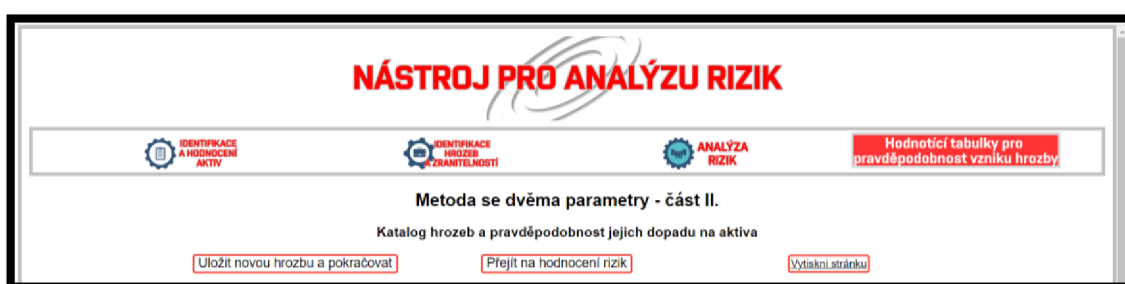 NÁSTROJ PRO ANALÝZU RIZIK
IDENTIFIKACE
A HODNOCENÍ
AKTIV
IDENTIFIKACE
HROZEB
A ZRANITELNOSTÍ
ANALÝZA
RIZIK
Hodnotící tabulky pro
pravděpodobnost vzniku hrozby
Metoda se dvěma parametry - část II.
Katalog hrozeb a pravděpodobnost jejich dopadu na aktiva
Uložit novou hrozbu a pokračovat
Přejít na hodnocení rizik
Vytiskni stránku